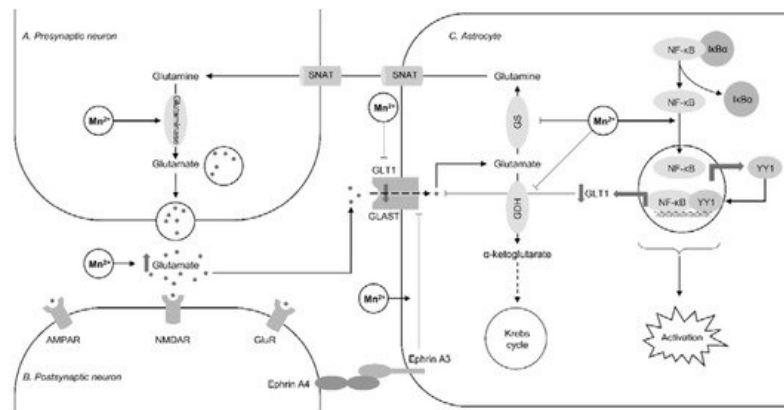 A. Presynaptic neuron
Glutamine
SNAT
Mn²⁺
Glutaminase
Glutamate
Mn²⁺
Glutamate
AMPAR
NMDAR
GluR
B. Postsynaptic neuron
Ephrin A4
C. Astrocyte
SNAT
Glutamine
Mn²⁺
GS
Mn²⁺
GLT1
GLAST
Glutamate
GDH
α-ketoglutarate
Krebs
cycle
Mn²⁺
Ephrin A3
NF-κB
IκBα
IκBα
NF-κB
NF-κB
YY1
GLT1
NF-κB
YY1
Activation